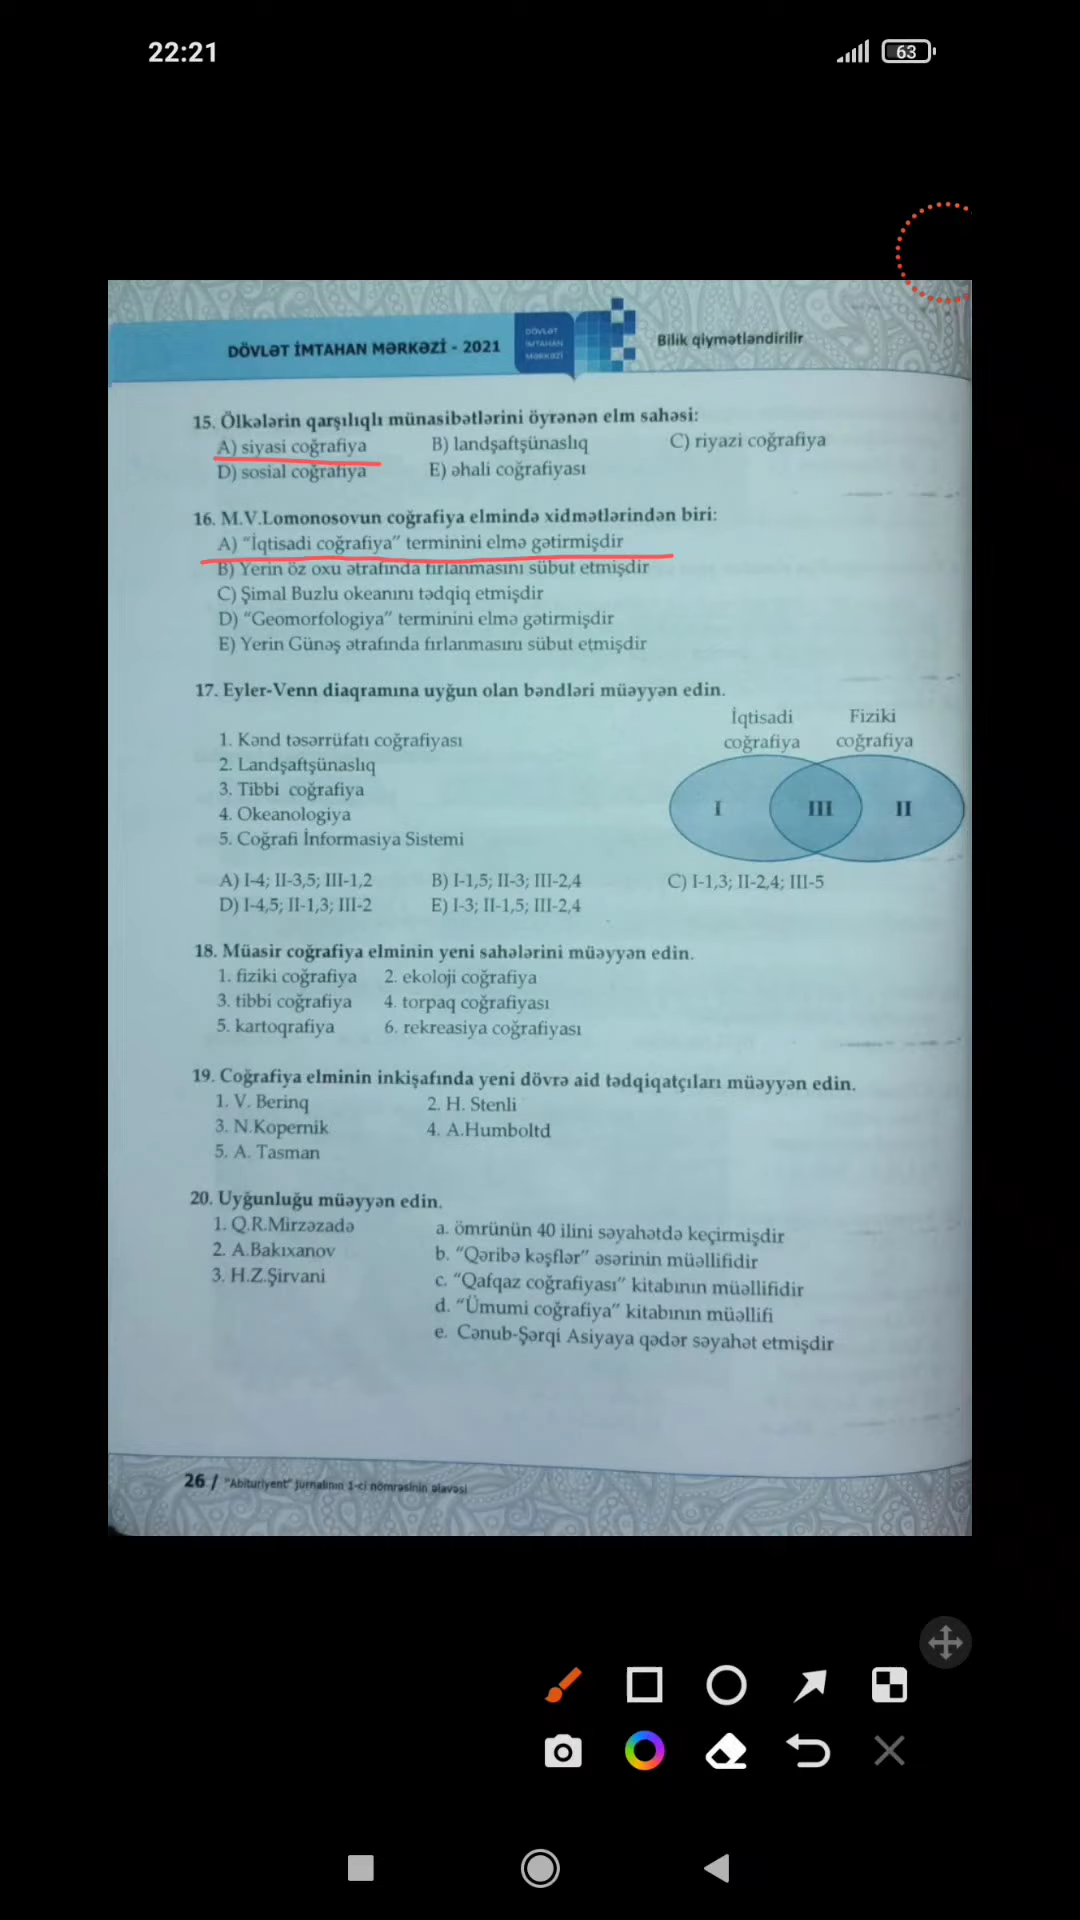 22:21
63
DÖVLƏT İMTAHAN MƏRKƏZİ - 2021
DÖVLƏT
İMTAHAN
MƏRKƏZİ
Bilik qiymətləndirilir
15. Ölkələrin qarşılıqlı münasibətlərini öyrənən elm sahəsi:
A) siyasi coğrafiya B) landşaftşünaslıq C) riyazi coğrafiya
D) sosial coğrafiya E) əhali coğrafiyası
16. M.V.Lomonosovun coğrafiya elmində xidmətlərindən biri:
A) "İqtisadi coğrafiya" terminini elmə gətirmişdir
B) Yerin öz oxu ətrafında fırlanmasını sübut etmişdir
C) Şimal Buzlu okeanını tədqiq etmişdir
D) "Geomorfologiya" terminini elmə gətirmişdir
E) Yerin Günəş ətrafında fırlanmasını sübut etmişdir
17. Eyler-Venn diaqramına uyğun olan bəndləri müəyyən edin.
İqtisadi coğrafiya
Fiziki coğrafiya
1. Kənd təsərrüfatı coğrafiyası
2. Landşaftşünaslıq
3. Tibbi coğrafiya
4. Okeanologiya
5. Coğrafi İnformasiya Sistemi
I III II
A) I-4; II-3,5; III-1,2 B) I-1,5; II-3; III-2,4 C) I-1,3; II-2,4; III-5
D) I-4,5; II-1,3; III-2 E) I-3; II-1,5; III-2,4
18. Müasir coğrafiya elminin yeni sahələrini müəyyən edin.
1. fiziki coğrafiya 2. ekoloji coğrafiya
3. tibbi coğrafiya 4. torpaq coğrafiyası
5. kartoqrafiya 6. rekreasiya coğrafiyası
19. Coğrafiya elminin inkişafında yeni dövrə aid tədqiqatçıları müəyyən edin.
1. V. Berinq 2. H. Stenli
3. N.Kopernik 4. A.Humboltd
5. A. Tasman
20. Uyğunluğu müəyyən edin.
1. Q.R.Mirzəzadə a. ömrünün 40 ilini səyahətdə keçirmişdir
2. A.Bakıxanov b. "Qəribə kəşflər" əsərinin müəllifidir
3. H.Z.Şirvani c. "Qafqaz coğrafiyası" kitabının müəllifidir
d. "Ümumi coğrafiya" kitabının müəllifi
e. Cənub-Şərqi Asiyaya qədər səyahət etmişdir
26 / "Abituriyent" jurnalının 1-ci nömrəsinin əlavəsi